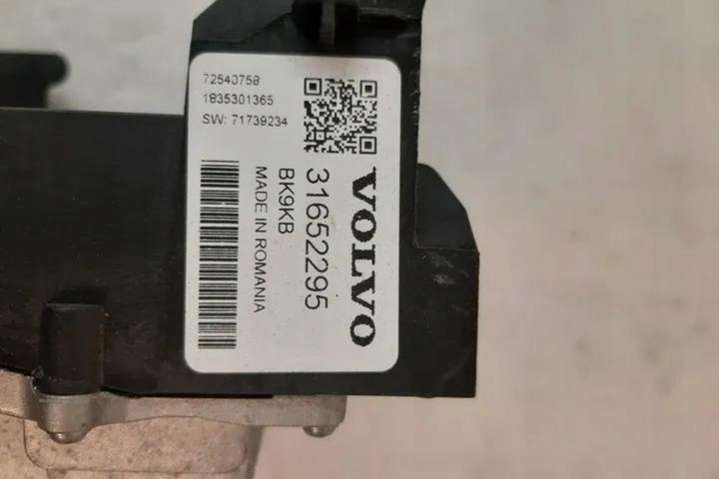 72540758
1835301365
SW: 71739234
VOLVO
31652295
BK9KB
MADE IN ROMANIA